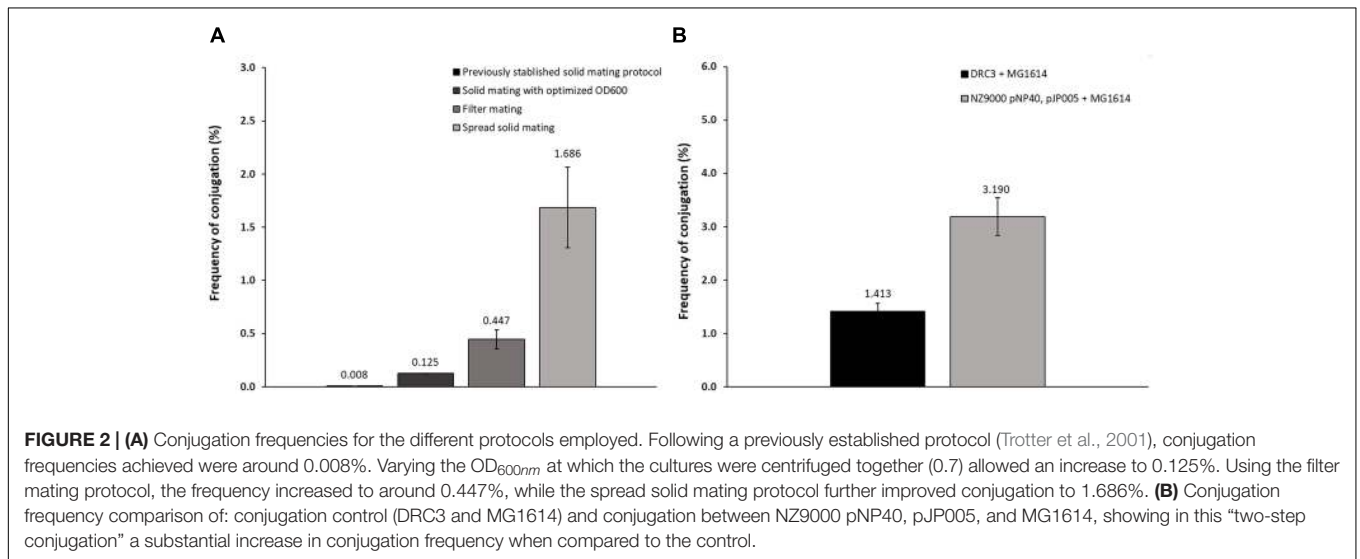 A
Frequency of conjugation (%)
3.0
2.5
2.0
1.5
1.0
0.5
0.0
■ Previously stablished solid mating protocol
■ Solid mating with optimized OD600
■ Filter mating
■ Spread solid mating
0.008
0.125
0.447
1.686
B
Frequency of conjugation (%)
6.0
5.0
4.0
3.0
2.0
1.0
0.0
■ DRC3 + MG1614
■ NZ9000 pNP40, pJP005 + MG1614
1.413
3.190
FIGURE 2 | (A) Conjugation frequencies for the different protocols employed. Following a previously established protocol (Trotter et al., 2001), conjugation
frequencies achieved were around 0.008%. Varying the OD600nm at which the cultures were centrifuged together (0.7) allowed an increase to 0.125%. Using the filter
mating protocol, the frequency increased to around 0.447%, while the spread solid mating protocol further improved conjugation to 1.686%. (B) Conjugation
frequency comparison of: conjugation control (DRC3 and MG1614) and conjugation between NZ9000 pNP40, pJP005, and MG1614, showing in this “two-step
conjugation” a substantial increase in conjugation frequency when compared to the control.